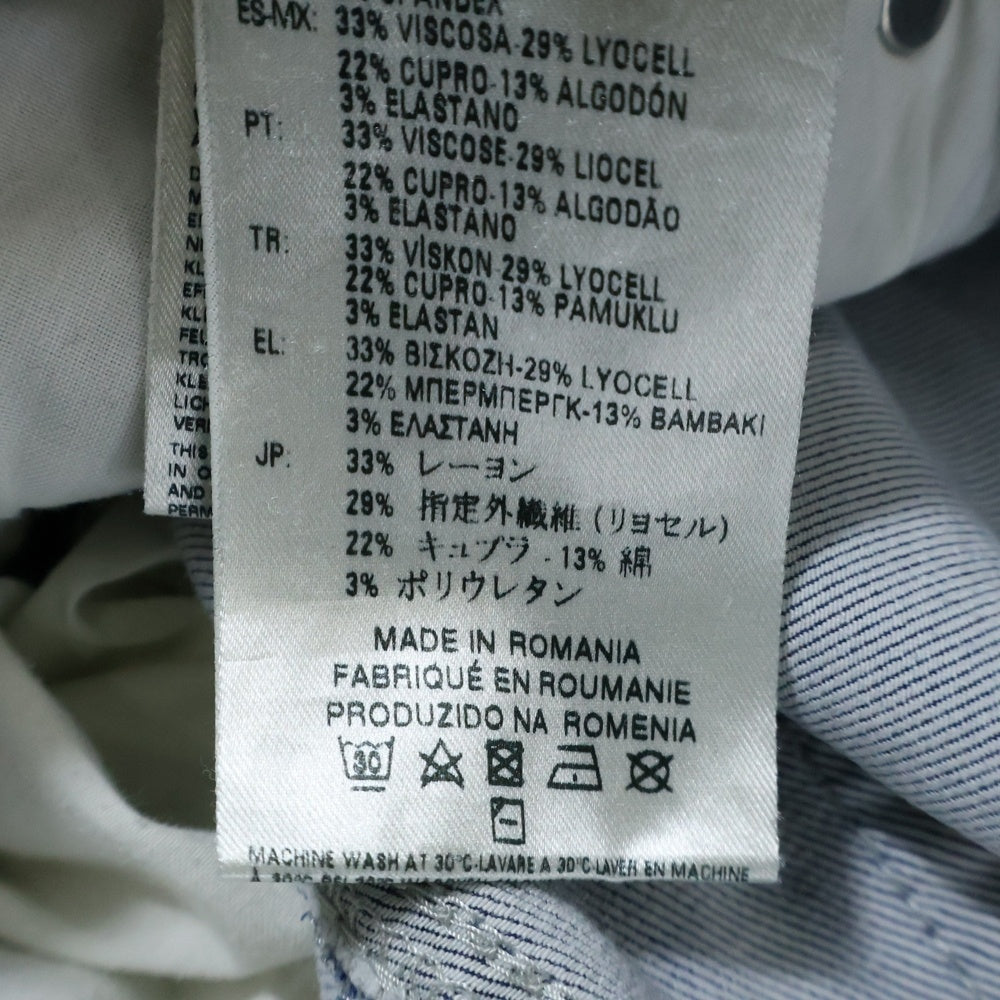 SPANDEX
ES-MX: 33% VISCOSA-29% LYOCELL
22% CUPRO-13% ALGODÓN
3% ELASTANO
PT: 33% VISCOSE-29% LIOCEL
22% CUPRO-13% ALGODÃO
3% ELASTANO
TR: 33% VİSKON 29% LYOCELL
22% CUPRO-13% PAMUKLU
3% ELASTAN
EL: 33% ΒΙΣΚΟΖΗ-29% LYOCELL
22% ΜΠΕΡΜΠΕΡΓΚ-13% ΒΑΜΒΑΚΙ
3% ΕΛΑΣΤΑΝΗ
JP: 33% レーヨン
29% 指定外繊維 (リヨセル)
22% キュプラ - 13% 綿
3% ポリウレタン
MADE IN ROMANIA
FABRIQUÉ EN ROUMANIE
PRODUZIDO NA ROMENIA
30
MACHINE WASH AT 30°C-LAVARE A 30°C-LAVER EN MACHINE
THIS
IN
AND